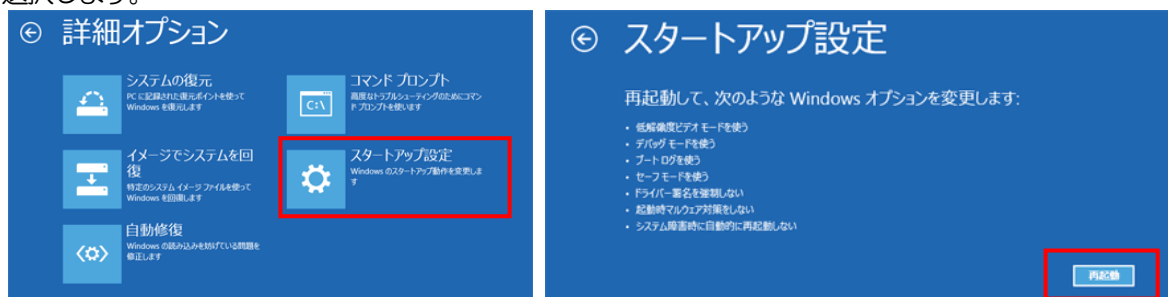 選択します。
詳細オプション
システムの復元
PC に記録された復元ポイントを使って
Windows を復元します
コマンド プロンプト
高度なトラブルシューティングのためにコマン
ド プロンプトを使います
C:\
イメージでシステムを回
復
特定のシステム イメージ ファイルを使って
Windows を回復します
スタートアップ設定
Windows のスタートアップ動作を変更しま
す
自動修復
Windows の読み込みを妨げている問題を
修正します
スタートアップ設定
再起動して、次のような Windows オプションを変更します:
• 低解像度ビデオ モードを使う
• デバッグ モードを使う
• ブート ログを使う
• セーフ モードを使う
• ドライバー署名を強制しない
• 起動時マルウェア対策をしない
• システム障害時に自動的に再起動しない
再起動